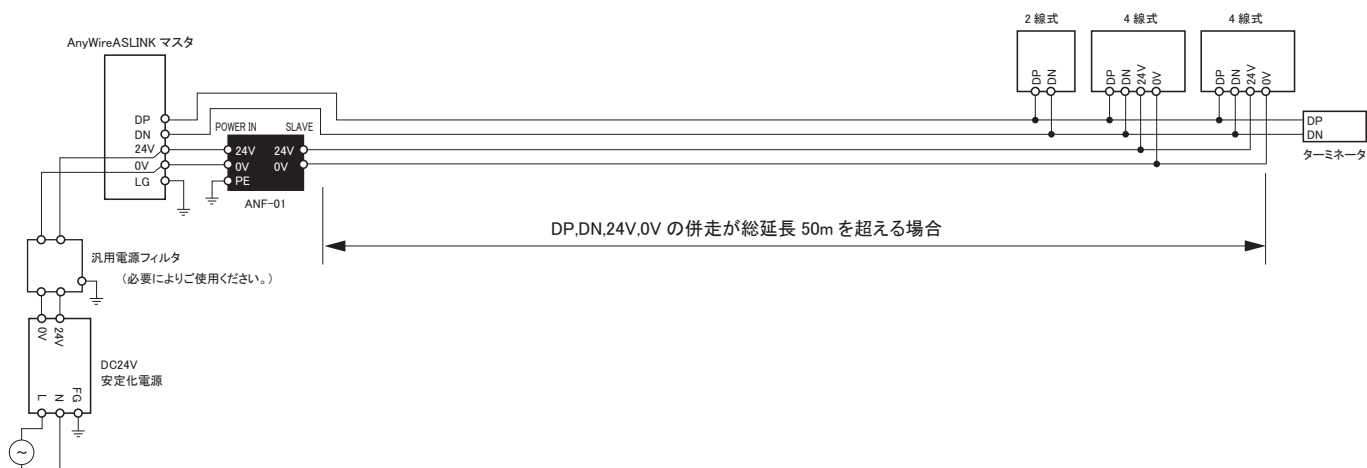 AnyWireASLINK マスタ
DP
DN
24V
0V
LG
POWER IN
SLAVE
24V
0V
PE
24V
0V
ANF-01
2 線式
DP
DN
4 線式
DP
DN
24V
0V
4 線式
DP
DN
24V
0V
DP
DN
ターミネータ
DP,DN,24V,0V の併走が総延長 50m を超える場合
汎用電源フィルタ
(必要によりご使用ください。)
0V
24V
DC24V
安定化電源
L
N
FG
~